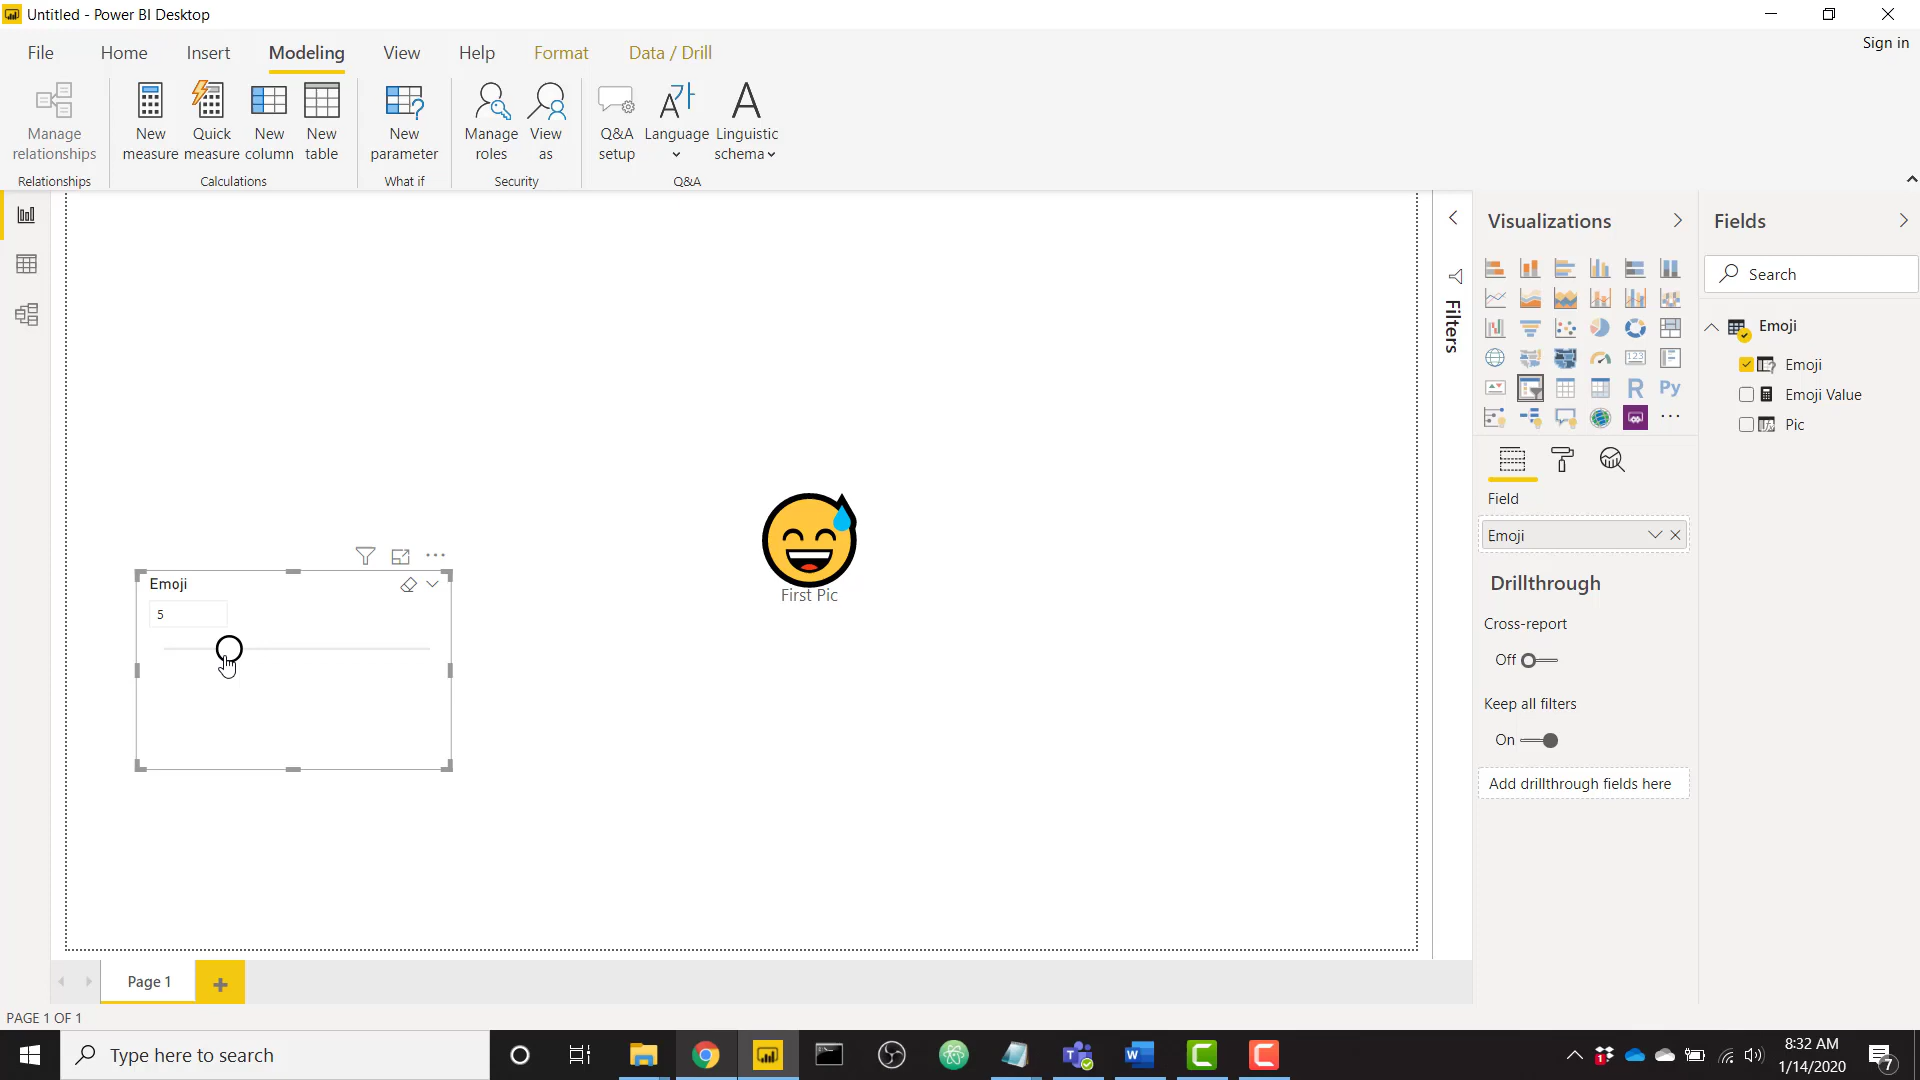 Untitled - Power BI Desktop
Sign in
File Home Insert Modeling View Help Format Data / Drill
Manage relationships
New measure
Quick measure
New column
New table
New parameter
Manage roles
View as
Q&A setup
Language
Linguistic schema
Relationships
Calculations
What if
Security
Q&A
Emoji
5
First Pic
Filters
Visualizations
123
R
Py
Field
Emoji
Drillthrough
Cross-report
Off
Keep all filters
On
Add drillthrough fields here
Fields
Search
Emoji
Emoji
Emoji Value
Pic
Page 1
PAGE 1 OF 1
Type here to search
8:32 AM
1/14/2020
7